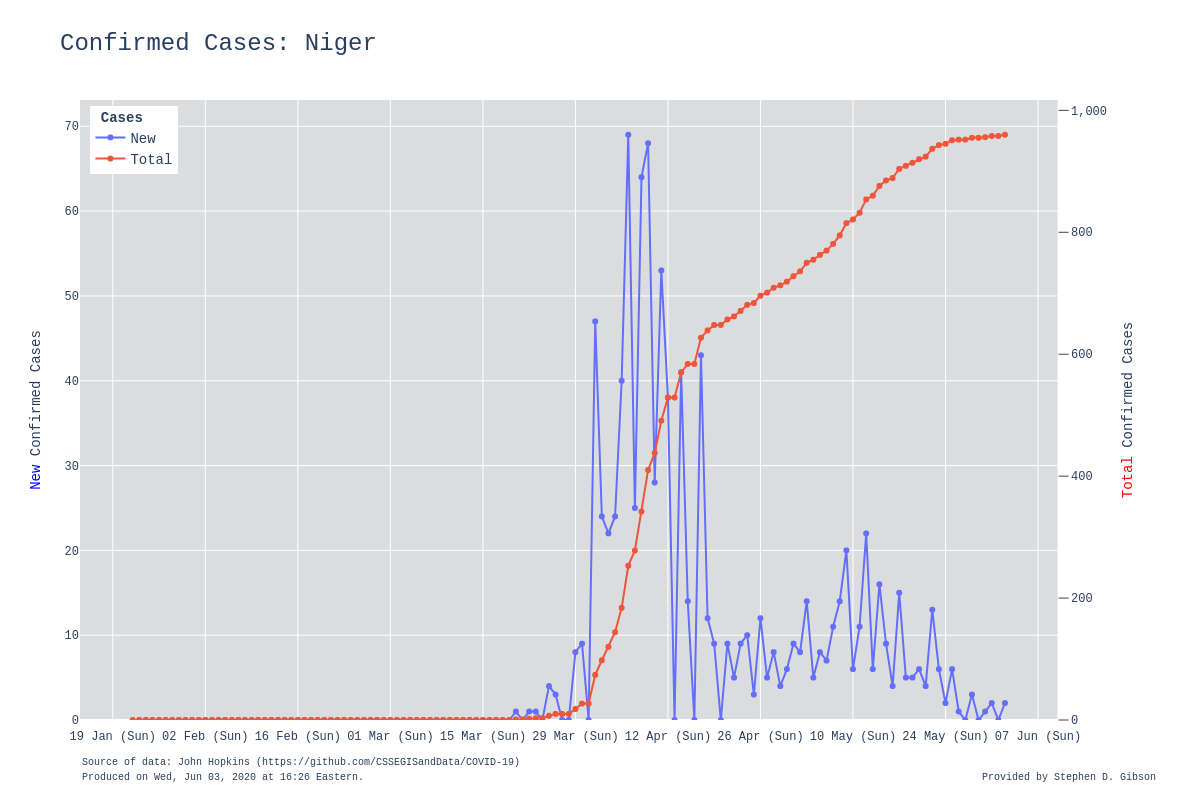 Confirmed Cases: Niger
Cases
New
Total
70
60
50
40
30
20
10
0
1,000
800
600
400
200
0
New Confirmed Cases
Total Confirmed Cases
19 Jan (Sun) 02 Feb (Sun) 16 Feb (Sun) 01 Mar (Sun) 15 Mar (Sun) 29 Mar (Sun) 12 Apr (Sun) 26 Apr (Sun) 10 May (Sun) 24 May (Sun) 07 Jun (Sun)
Source of data: John Hopkins (https://github.com/CSSEGISandData/COVID-19)
Produced on Wed, Jun 03, 2020 at 16:26 Eastern.
Provided by Stephen D. Gibson